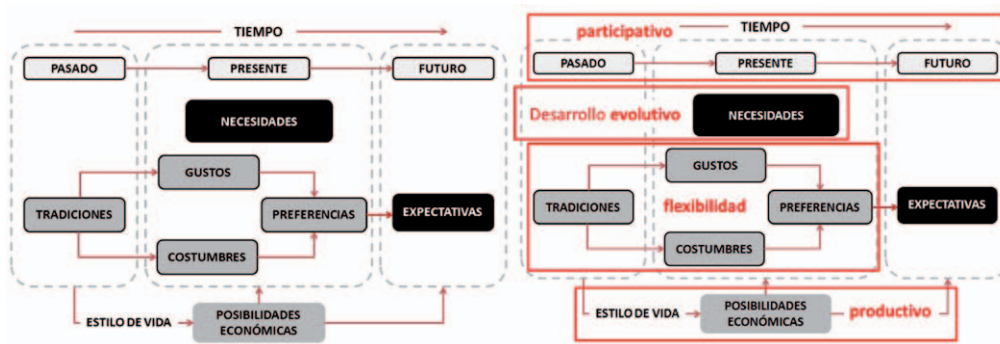 TIEMPO
PASADO
PRESENTE
FUTURO
NECESIDADES
GUSTOS
TRADICIONES
PREFERENCIAS
EXPECTATIVAS
COSTUMBRES
ESTILO DE VIDA
POSIBILIDADES
ECONÓMICAS
participativo
TIEMPO
PASADO
PRESENTE
FUTURO
Desarrollo evolutivo
NECESIDADES
GUSTOS
TRADICIONES
flexibilidad
PREFERENCIAS
EXPECTATIVAS
COSTUMBRES
ESTILO DE VIDA
POSIBILIDADES
ECONÓMICAS
productivo